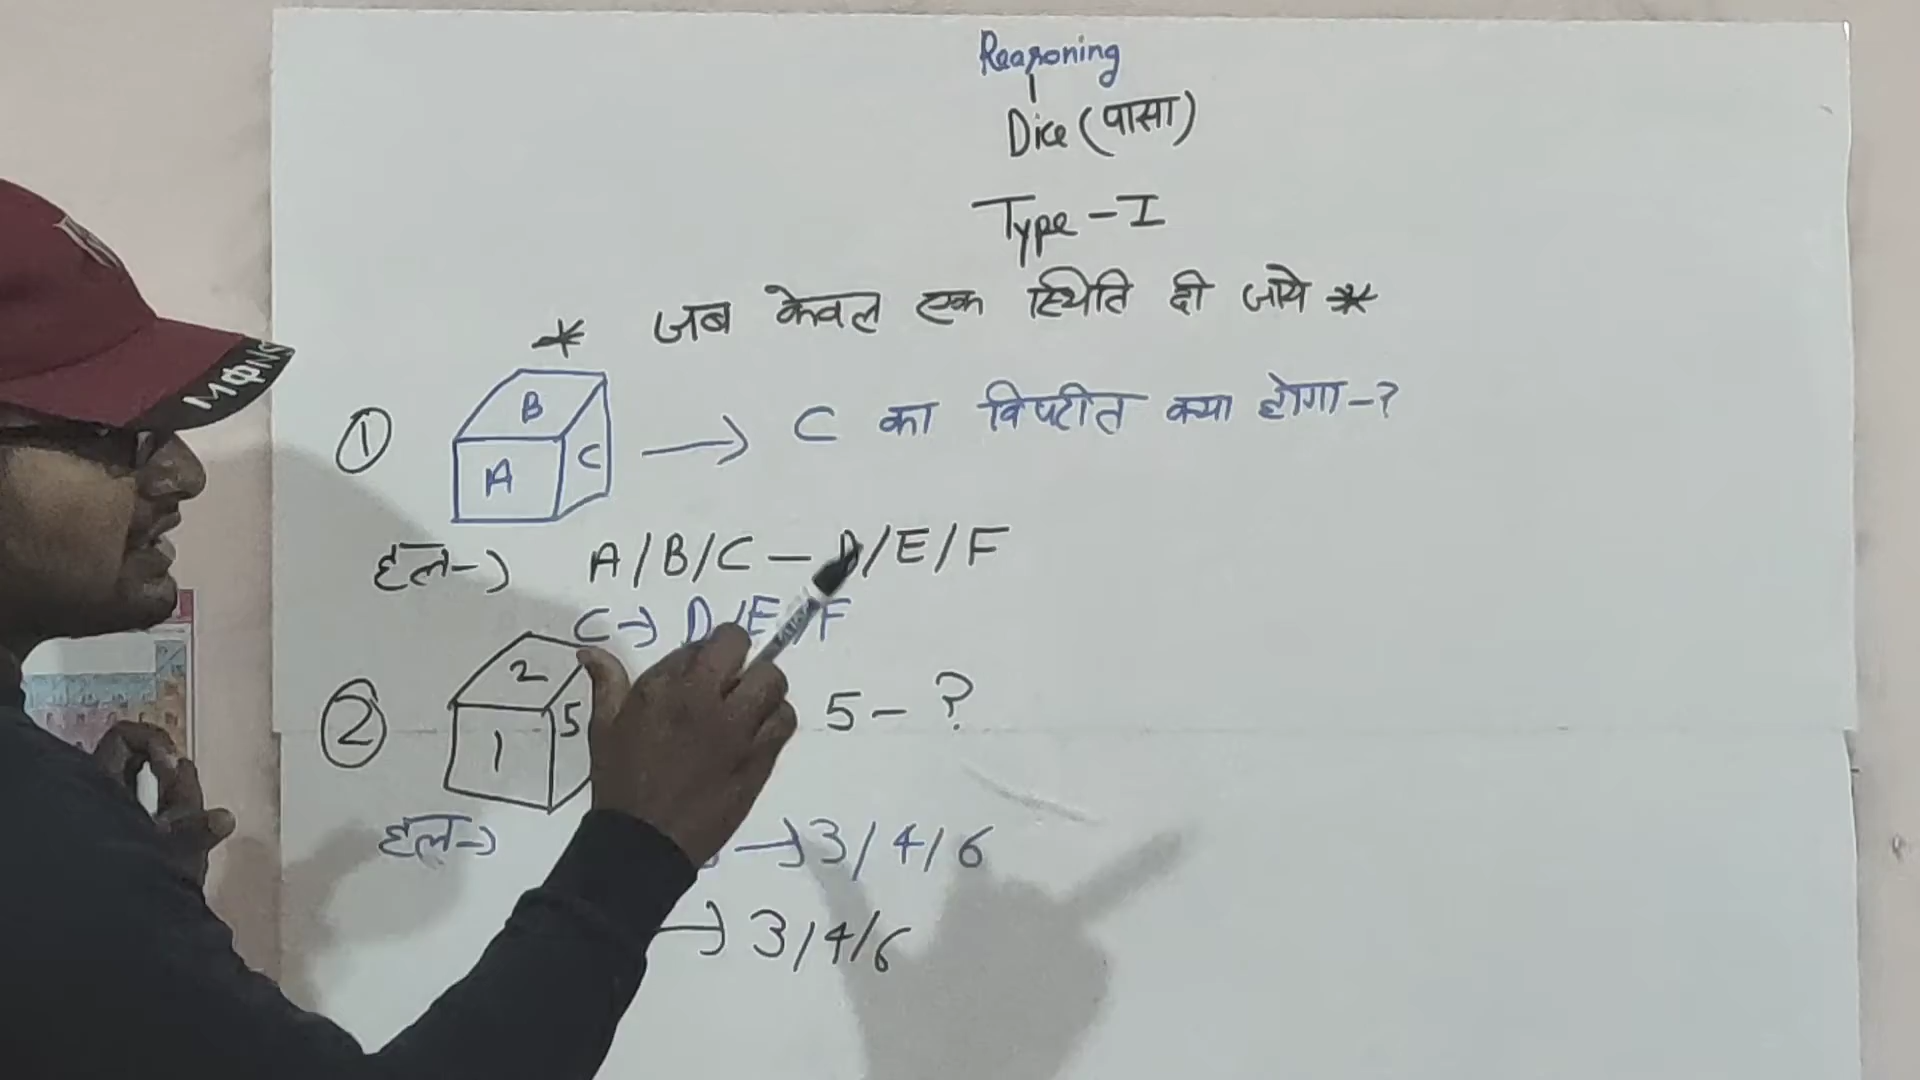 Reasoning
Dice (पासा)
Type - I
* जब केवल एक स्थिति दी जाये *
MΦNS
① B A C → C का विपरीत क्या होगा - ?
हल→ A/B/C — D/E/F
C → D/E/F
② 2 1 5 5 - ?
हल→ → 3/4/6
→ 3/4/6